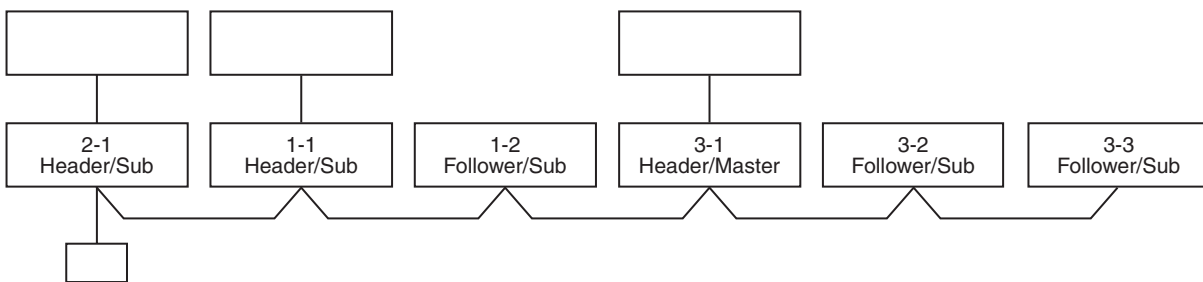 2-1
Header/Sub
1-1
Header/Sub
1-2
Follower/Sub
3-1
Header/Master
3-2
Follower/Sub
3-3
Follower/Sub